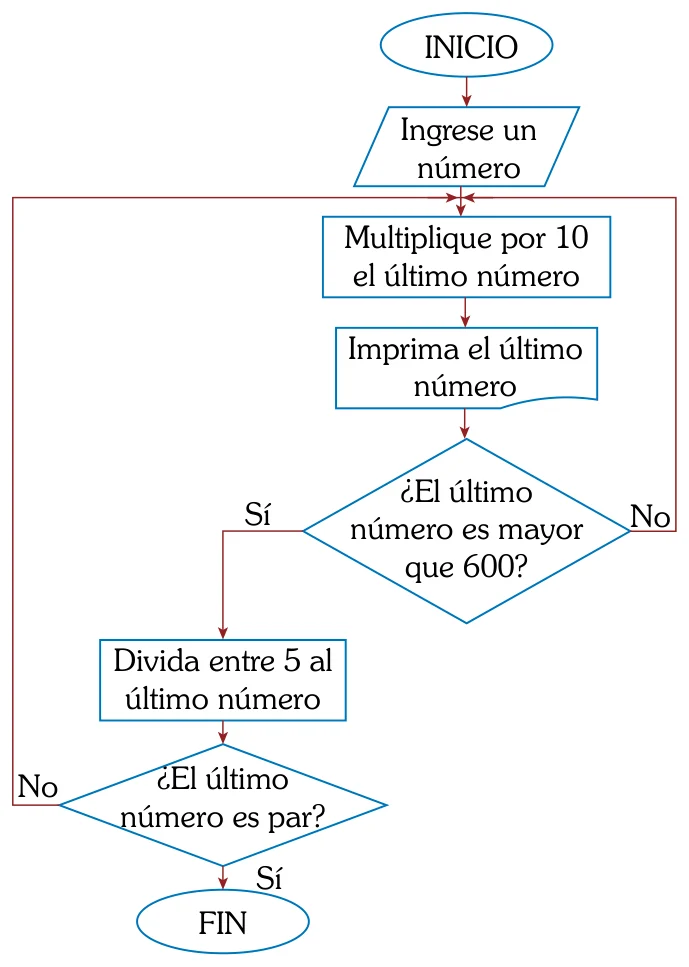 INICIO
Ingrese un
número
Multiplique por 10
el último número
Imprima el último
número
¿El último
número es mayor
que 600?
Sí
No
Divida entre 5 al
último número
¿El último
número es par?
No
Sí
FIN